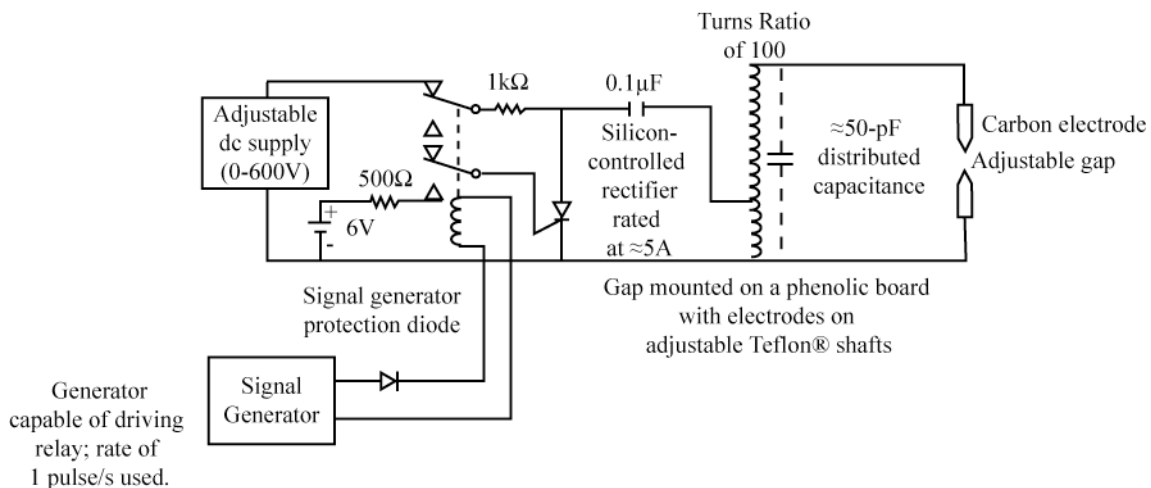 Turns Ratio
of 100
1kΩ
0.1µF
Adjustable
dc supply
(0-600V)
Silicon-
controlled
rectifier
rated
at ≈5A
≈50-pF
distributed
capacitance
Carbon electrode
Adjustable gap
500Ω
+
6V
-
Signal generator
protection diode
Gap mounted on a phenolic board
with electrodes on
adjustable Teflon® shafts
Signal
Generator
Generator
capable of driving
relay; rate of
1 pulse/s used.